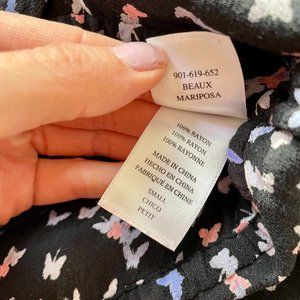 901-619-652
BEAUX
MARIPOSA
100% RAYON
100% RAYON
100% RAYONNE
MADE IN CHINA
HECHO EN CHINA
FABRIQUÉ EN CHINE
SMALL
CHICO
PETIT